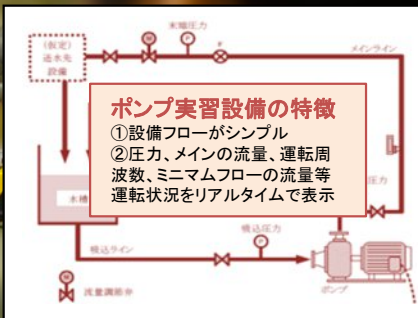 (仮定)
送水先
設備
末端圧力
P
F
メインライン
ポンプ実習設備の特徴
①設備フローがシンプル
②圧力、メインの流量、運転周
波数、ミニマムフローの流量等
運転状況をリアルタイムで表示
圧力
水槽
吸込圧力
P
吸込ライン
ポンプ
流量調節弁